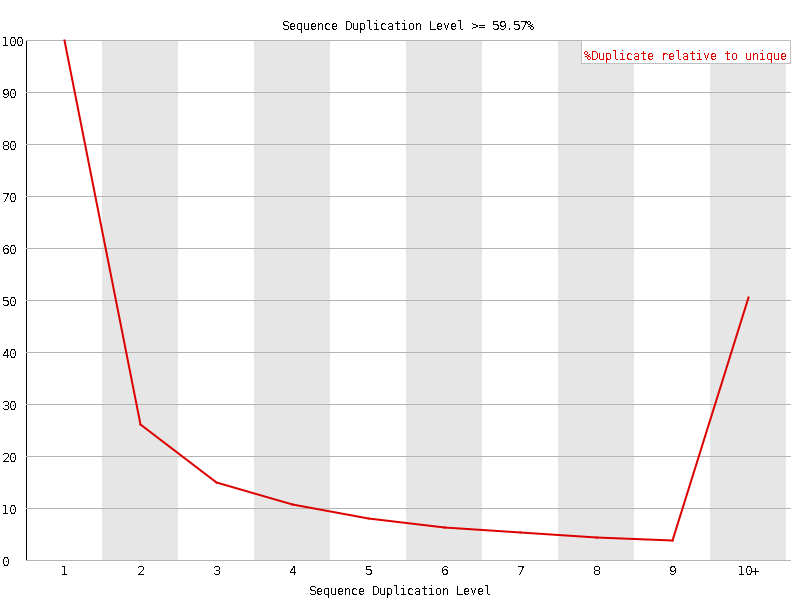 Sequence Duplication Level >= 59.57%
%Duplicate relative to unique
100
90
80
70
60
50
40
30
20
10
0
1 2 3 4 5 6 7 8 9 10+
Sequence Duplication Level